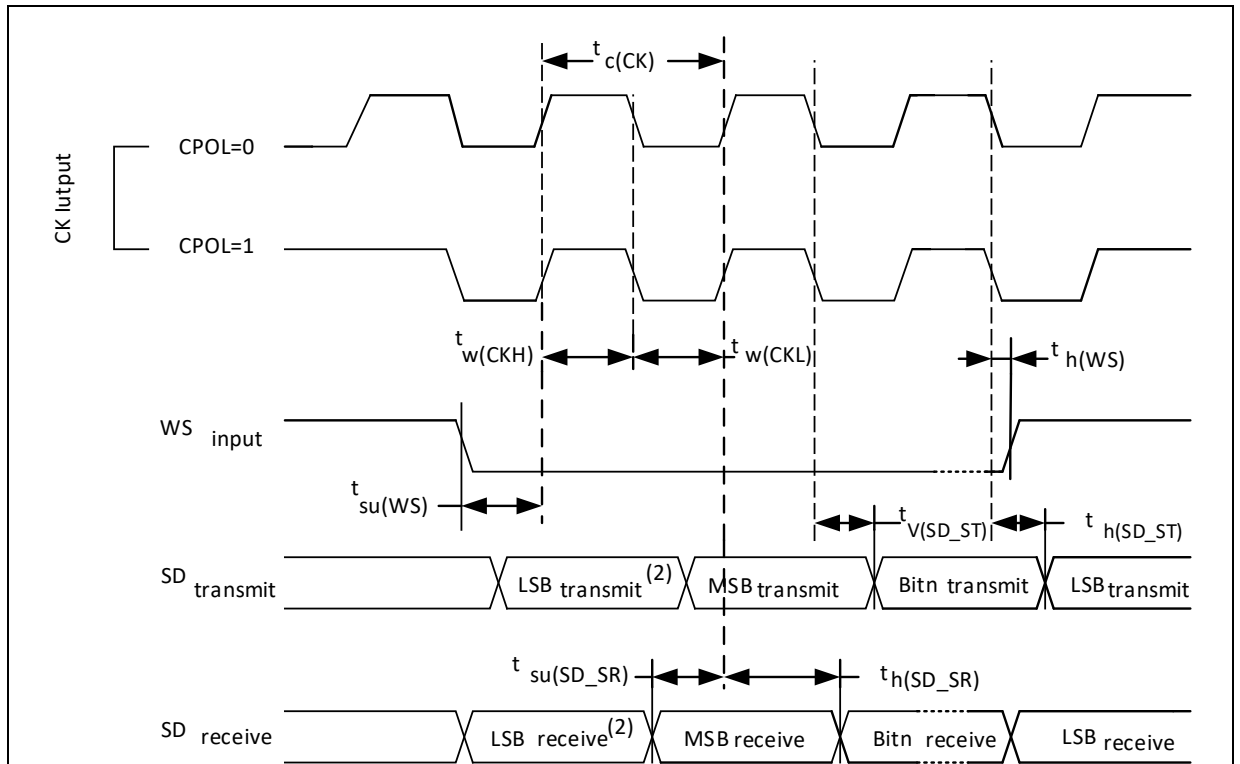 t c(CK)
CK lutput
CPOL=0
CPOL=1
t w(CKH)
t w(CKL)
t h(WS)
WS input
t su(WS)
t V(SD_ST)
t h(SD_ST)
SD transmit
LSB transmit(2)
MSB transmit
Bitn transmit
LSB transmit
t su(SD_SR)
t h(SD_SR)
SD receive
LSB receive(2)
MSB receive
Bitn receive
LSB receive